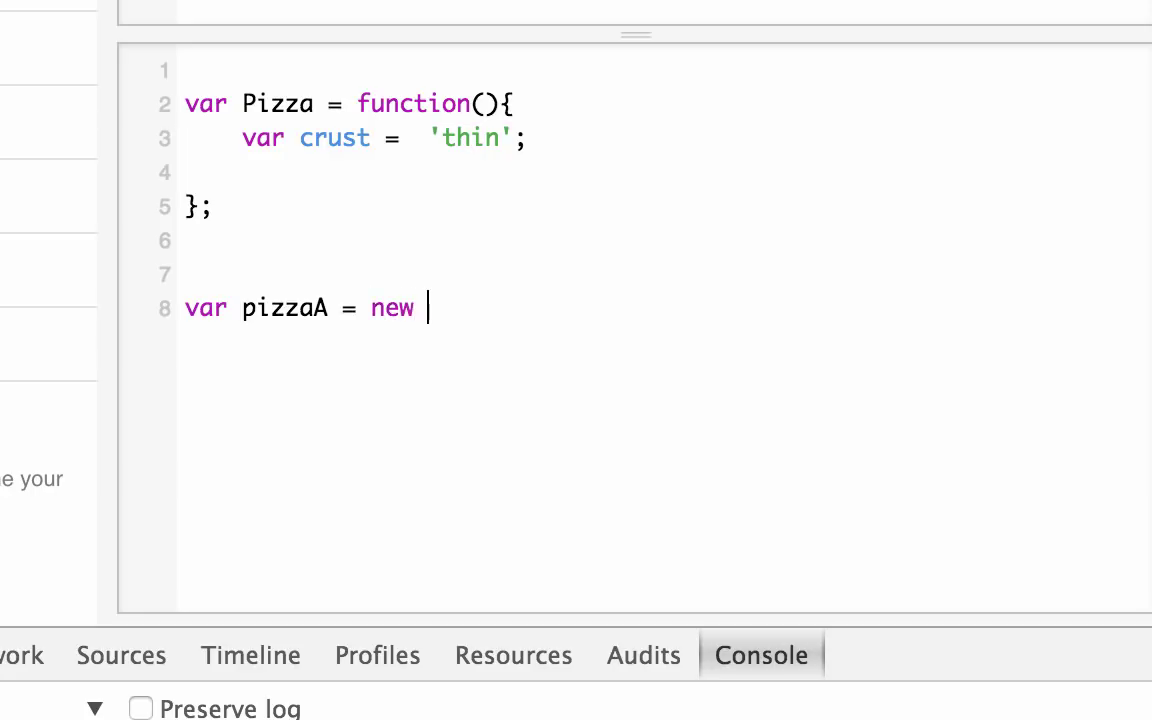 1
2 var Pizza = function(){
3 var crust =  'thin';
4
5 };
6
7
8 var pizzaA = new
e your
ork Sources Timeline Profiles Resources Audits Console
▼ Preserve log